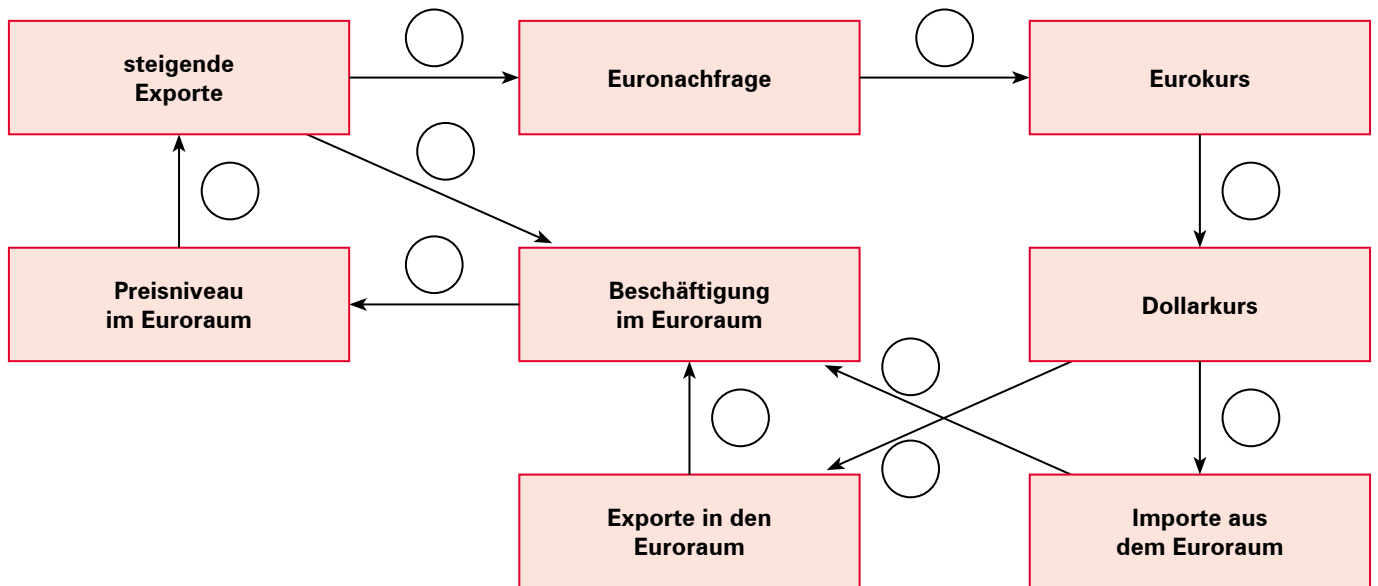 steigende
Exporte
Euronachfrage
Eurokurs
Preisniveau
im Euroraum
Beschäftigung
im Euroraum
Dollarkurs
Exporte in den
Euroraum
Importe aus
dem Euroraum